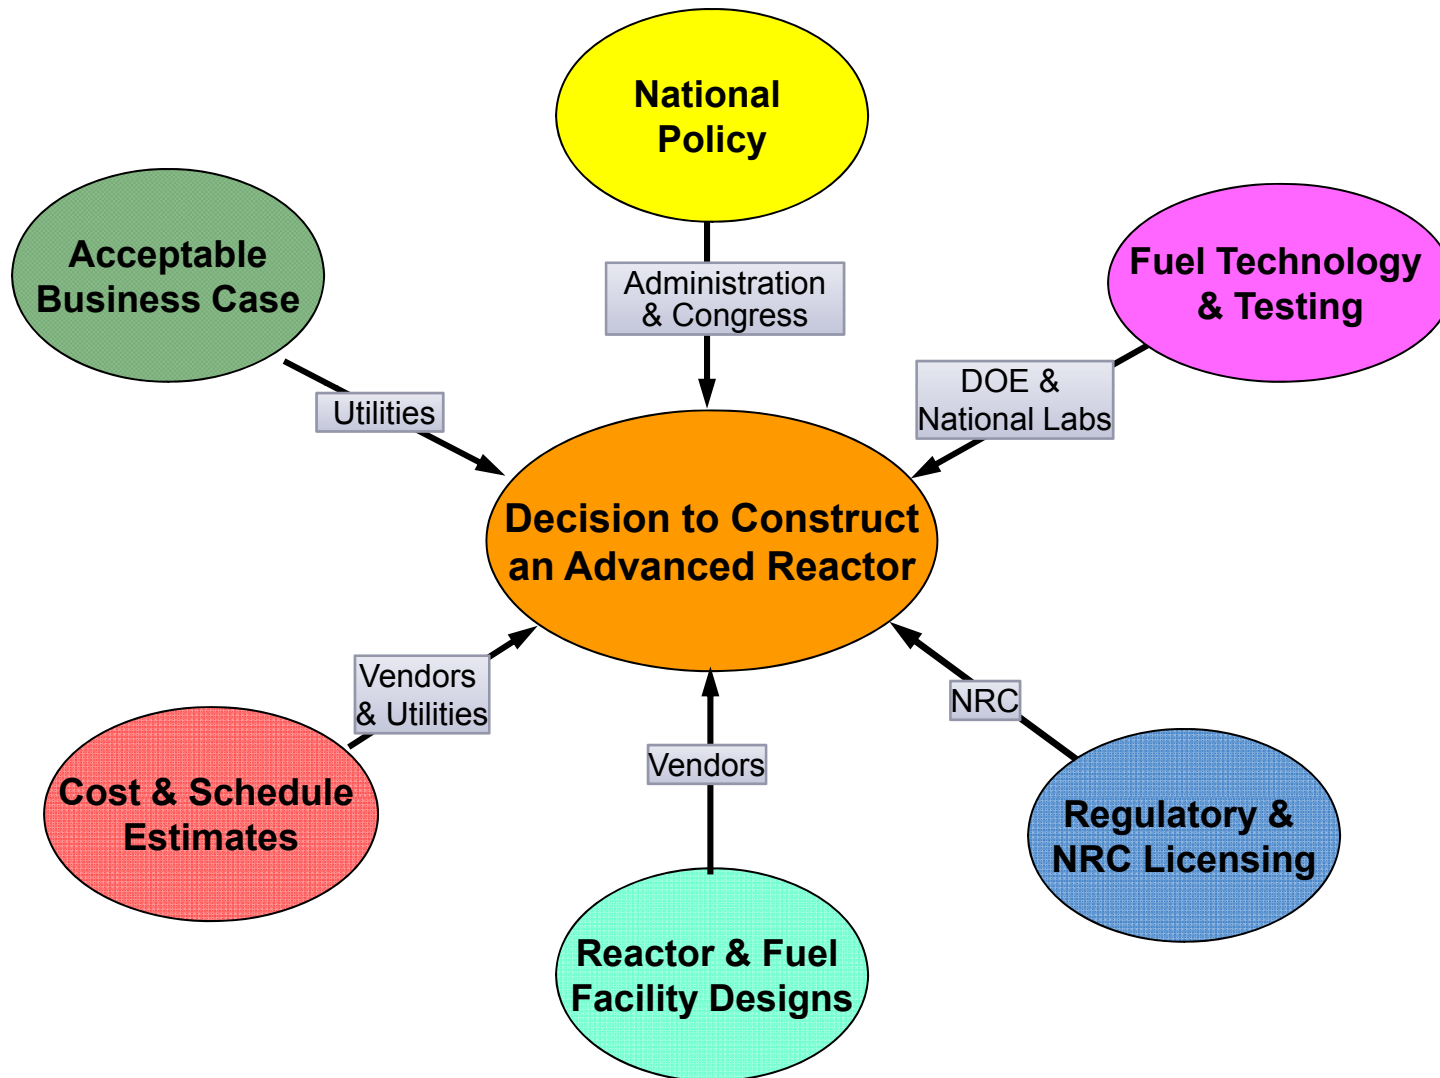 National
Policy
Acceptable
Business Case
Fuel Technology
& Testing
Administration
& Congress
Utilities
DOE &
National Labs
Decision to Construct
an Advanced Reactor
Vendors
& Utilities
NRC
Vendors
Cost & Schedule
Estimates
Regulatory &
NRC Licensing
Reactor & Fuel
Facility Designs